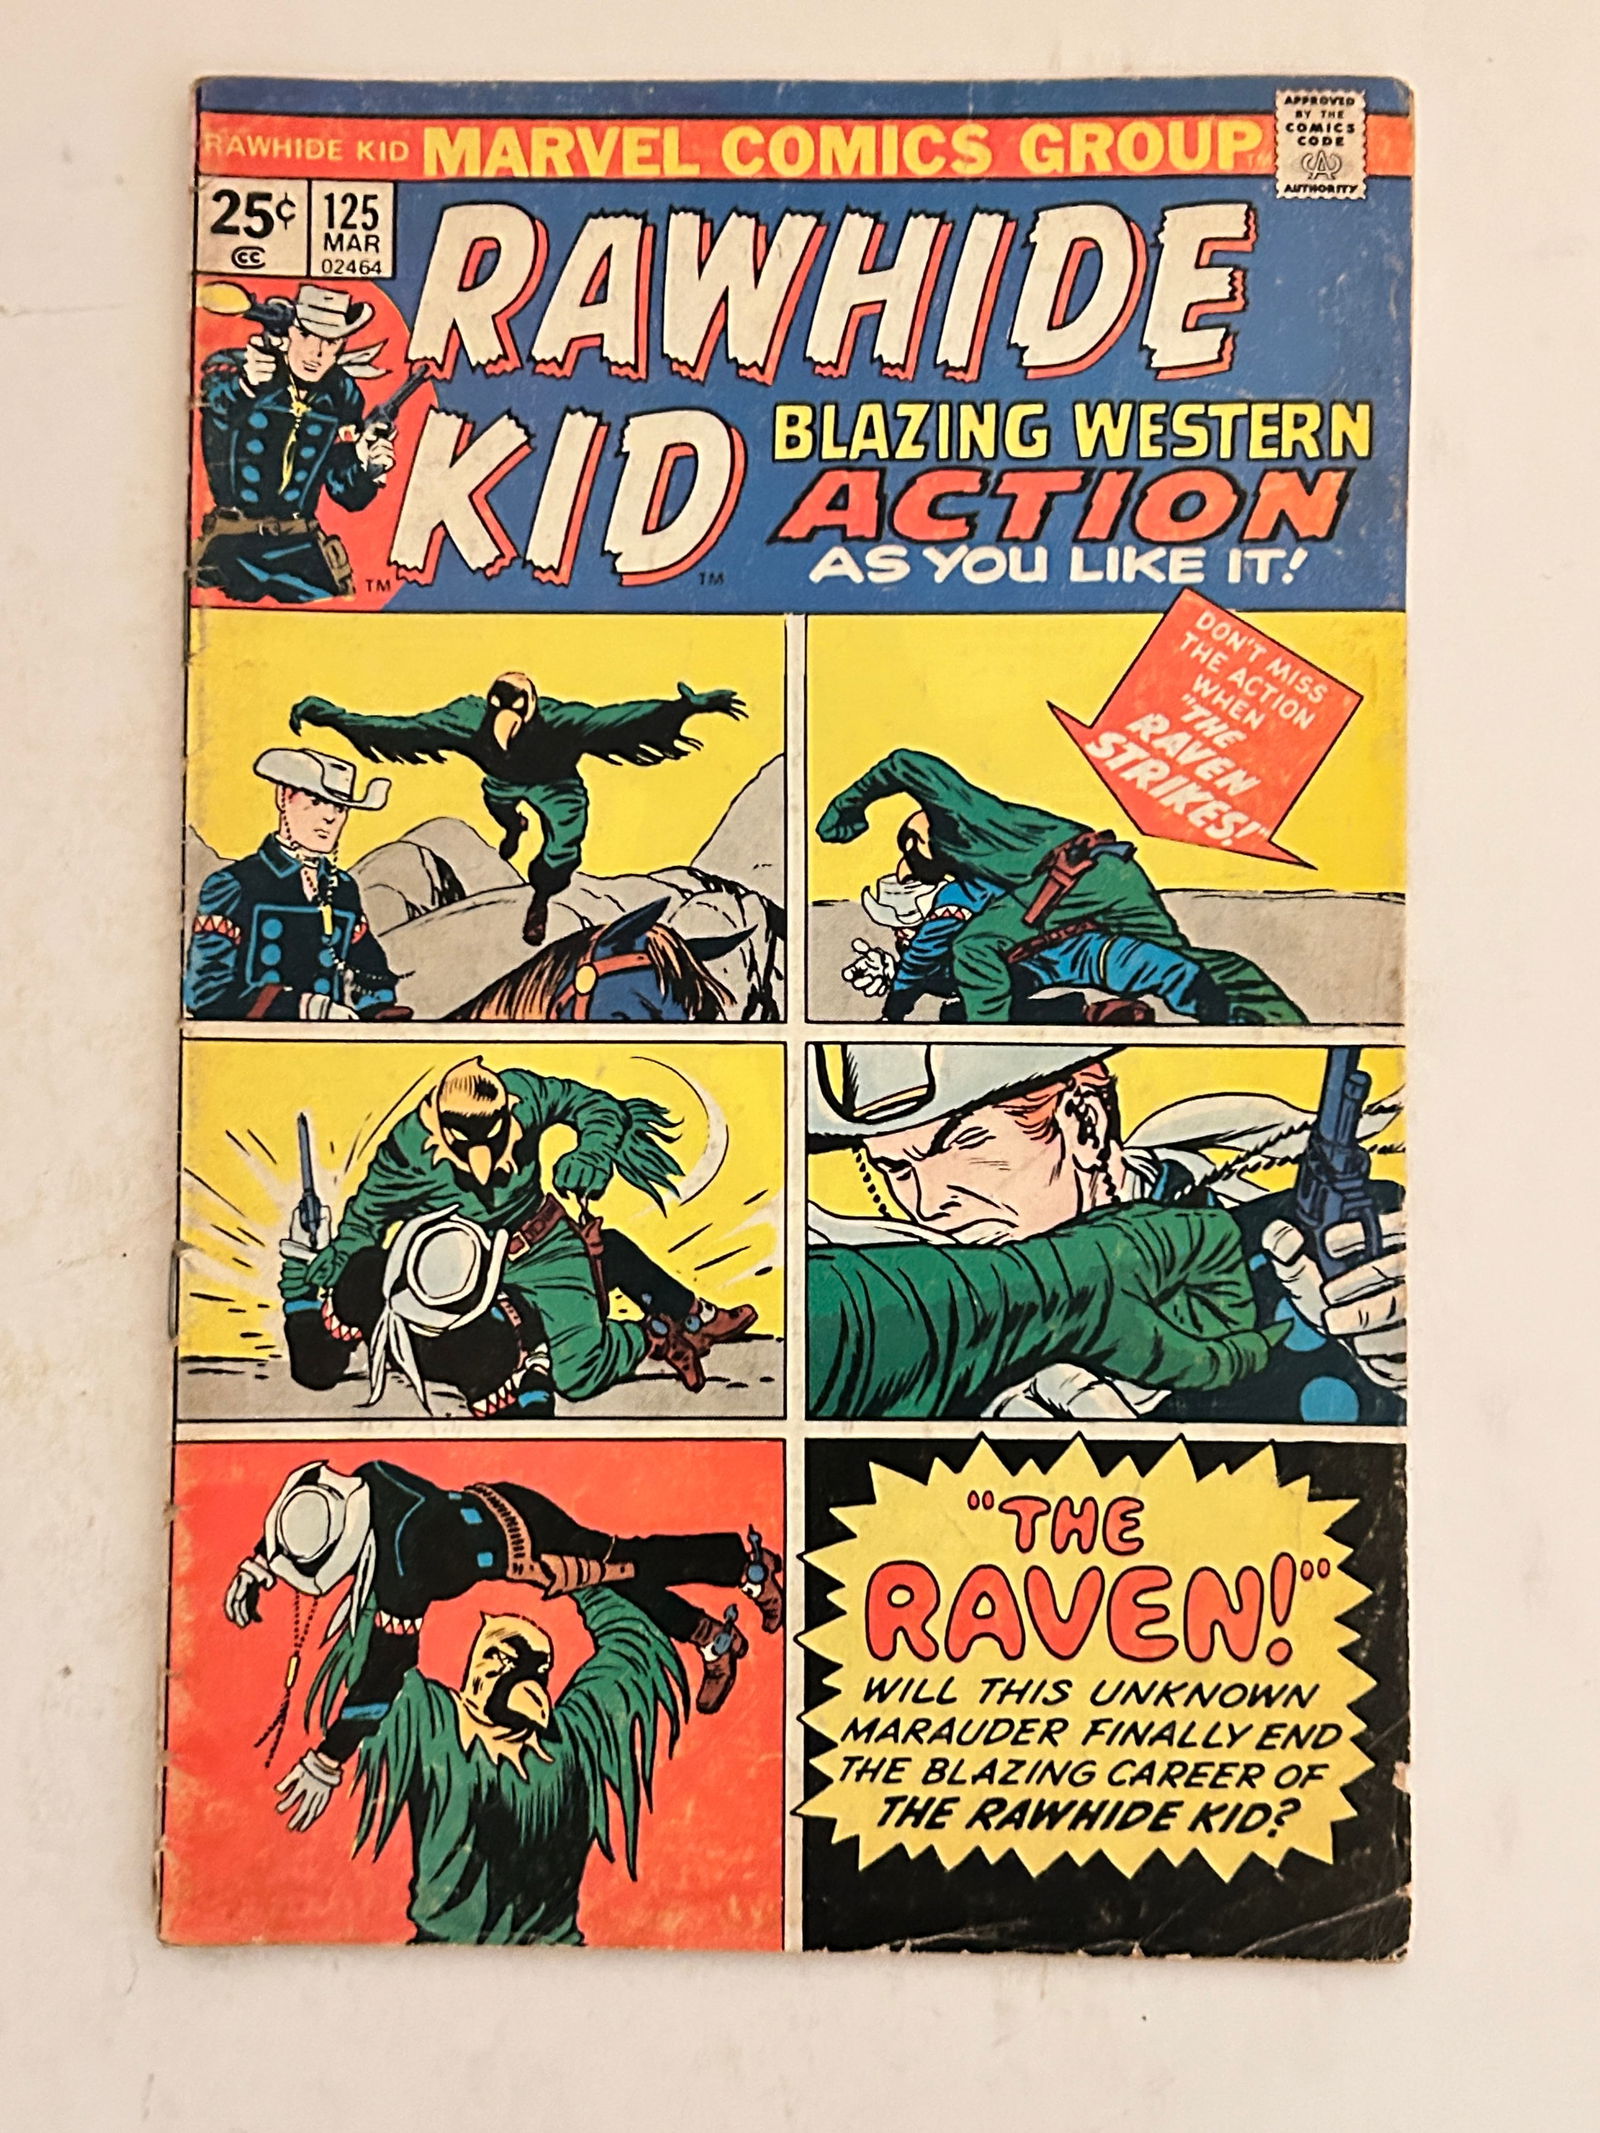 RAWHIDE KID MARVEL COMICS GROUP TM
APPROVED
BY THE
COMICS
CODE
CA
AUTHORITY
25¢
CC
125
MAR
02464
RAWHIDE
KID
TM
TM
BLAZING WESTERN
ACTION
AS YOU LIKE IT!
DON'T MISS
THE ACTION
WHEN
"THE
RAVEN
STRIKES!"
"THE
RAVEN!"
WILL THIS UNKNOWN
MARAUDER FINALLY END
THE BLAZING CAREER OF
THE RAWHIDE KID?